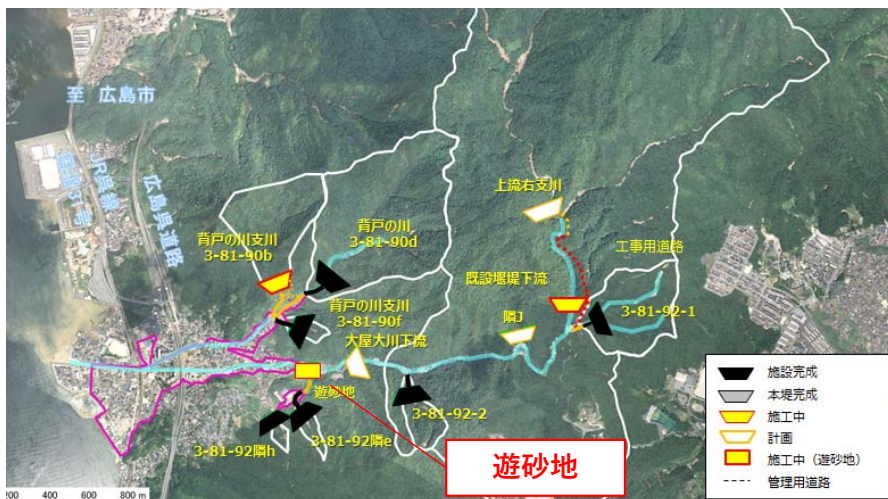 至 広島市
JR呉線
広島呉道路
背戸の川支川
3-81-90b
背戸の川
3-81-90d
背戸の川支川
3-81-90f
大屋大川下流
遊砂地
3-81-92隣h
3-81-92隣e
3-81-92-2
上流右支川
工事用道路
既設堰堤下流
3-81-92-1
隣J
遊砂地
施設完成
本堤完成
施工中
計画
施工中(遊砂地)
管理用道路
200
0
200
400
600
800 m